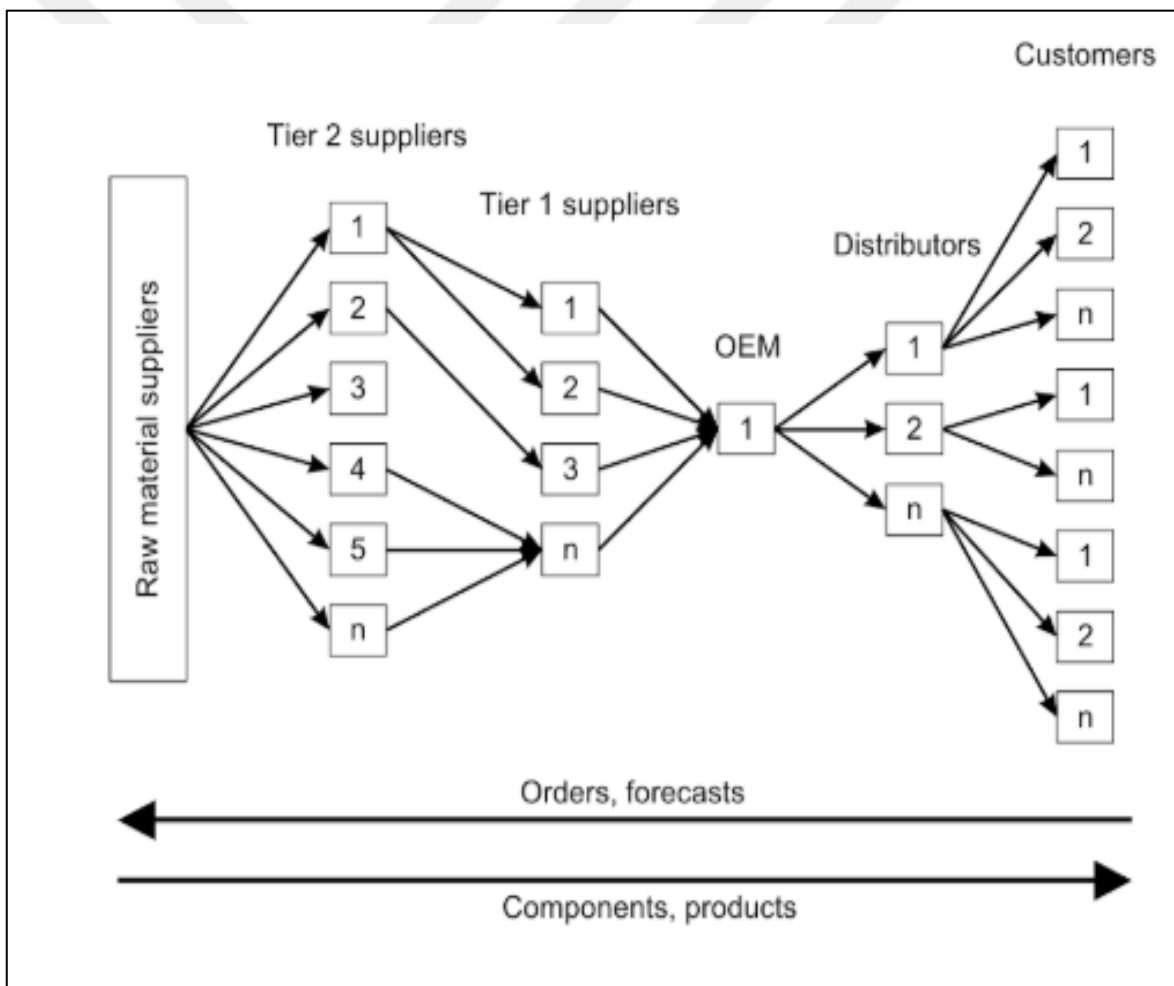 Customers
Tier 2 suppliers
Tier 1 suppliers
Distributors
OEM
Raw material suppliers
1
2
3
4
5
n
1
2
3
n
1
1
2
n
1
2
n
1
n
1
2
n
Orders, forecasts
Components, products